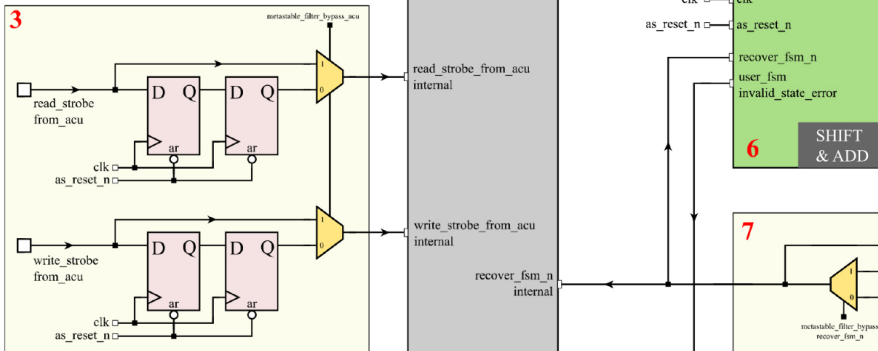 3
metastable_filter_bypass_acu
1
0
read_strobe
from_acu
D Q
D Q
ar
ar
clk
as_reset_n
read_strobe_from_acu
internal
1
0
write_strobe
from_acu
D Q
D Q
ar
ar
clk
as_reset_n
write_strobe_from_acu
internal
recover_fsm_n
internal
clk
clk
as_reset_n
as_reset_n
recover_fsm_n
user_fsm
invalid_state_error
6
SHIFT
& ADD
7
1
0
metastable_filter_bypass
recover_fsm_n